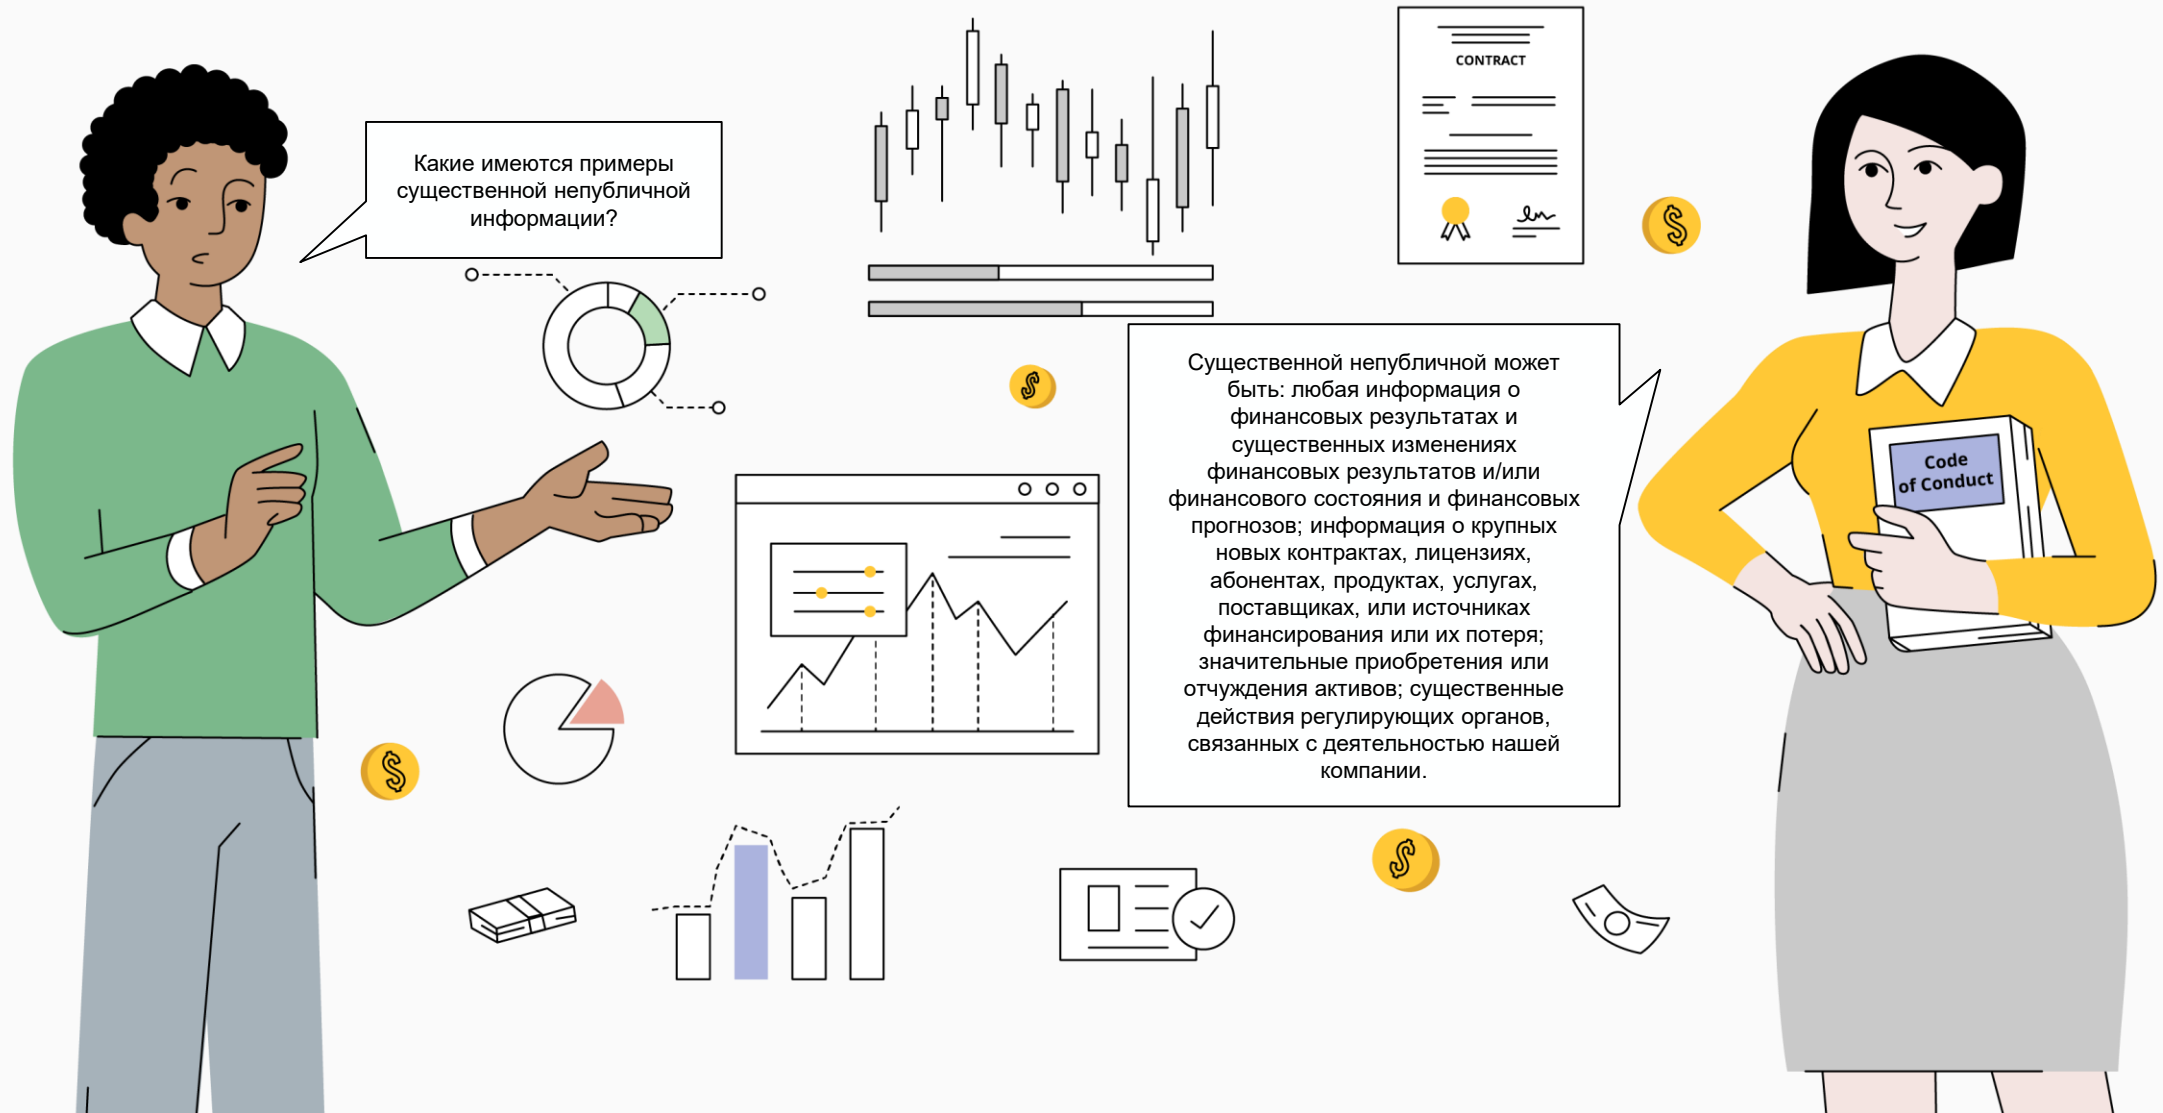 Какие имеются примеры
существенной непубличной
информации?
CONTRACT
Существенной непубличной может
быть: любая информация о
финансовых результатах и
существенных изменениях
финансовых результатов и/или
финансового состояния и финансовых
прогнозов; информация о крупных
новых контрактах, лицензиях,
абонентах, продуктах, услугах,
поставщиках, или источниках
финансирования или их потеря;
значительные приобретения или
отчуждения активов; существенные
действия регулирующих органов,
связанных с деятельностью нашей
компании.
Code
of Conduct